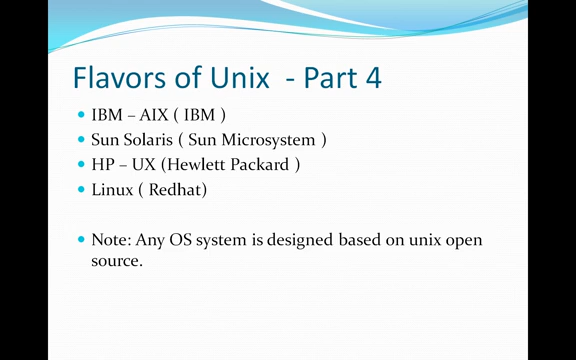 Flavors of Unix - Part 4
IBM – AIX ( IBM )
Sun Solaris ( Sun Microsystem )
HP – UX (Hewlett Packard )
Linux ( Redhat)
Note: Any OS system is designed based on unix open
source.